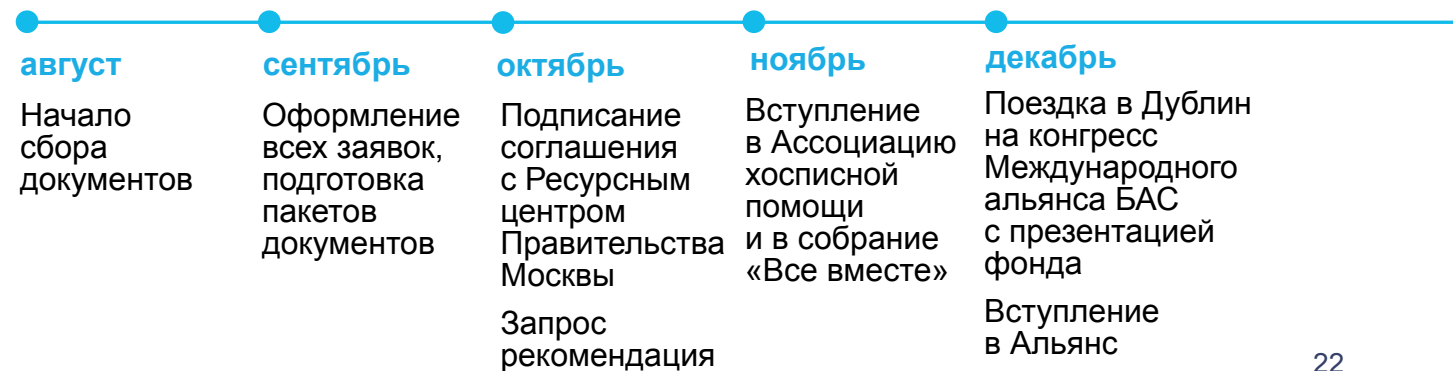 август
Начало
сбора
документов
сентябрь
Оформление
всех заявок,
подготовка
пакетов
документов
октябрь
Подписание
соглашения
с Ресурсным
центром
Правительства
Москвы
Запрос
рекомендация
ноябрь
Вступление
в Ассоциацию
хосписной
помощи
и в собрание
«Все вместе»
декабрь
Поездка в Дублин
на конгресс
Международного
альянса БАС
с презентацией
фонда
Вступление
в Альянс
22